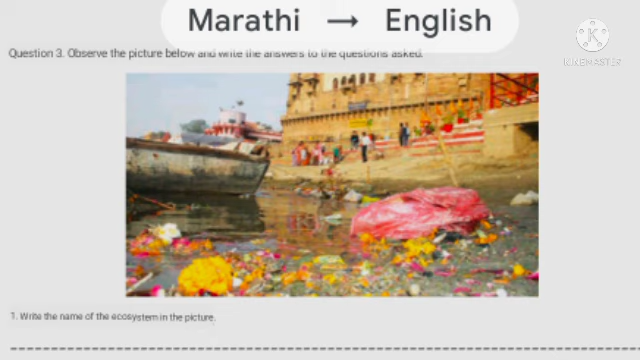 Marathi → English
KINEMASTER
Question 3. Observe the picture below and write the answers to the questions asked.
1. Write the name of the ecosystem in the picture.